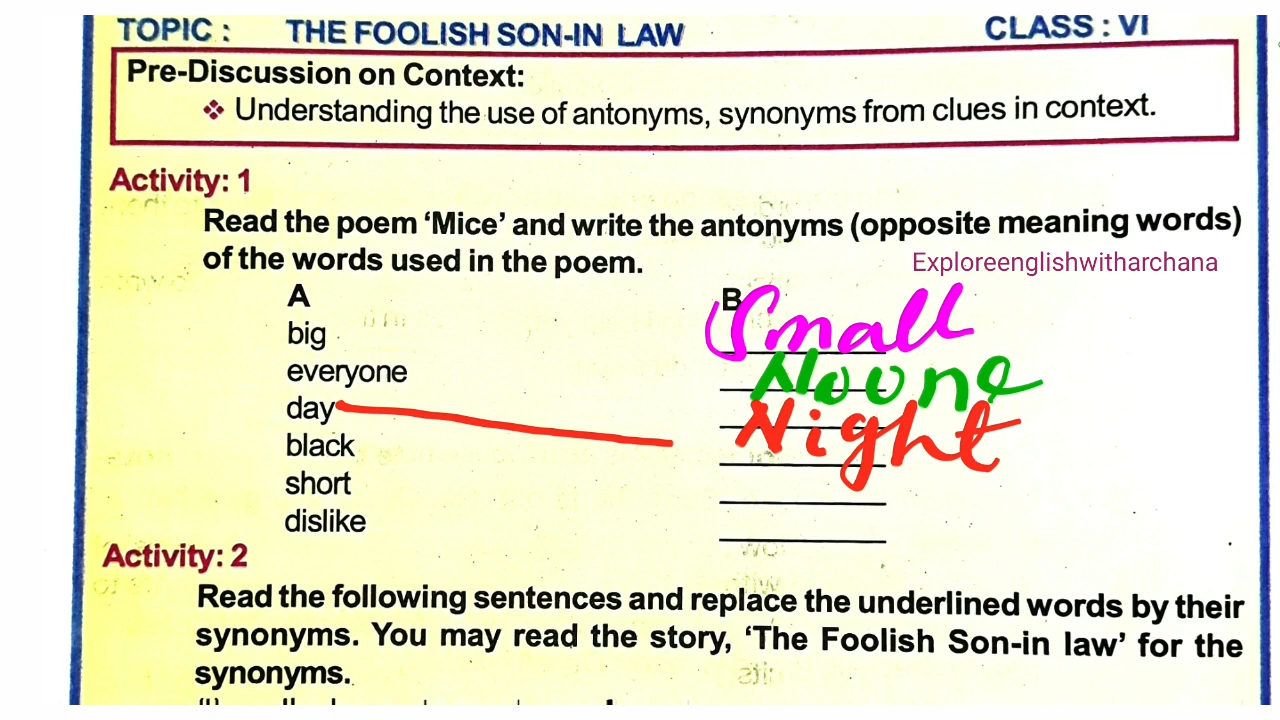 TOPIC : THE FOOLISH SON-IN LAW CLASS : VI
Pre-Discussion on Context:
❖ Understanding the use of antonyms, synonyms from clues in context.
Activity: 1
Read the poem ‘Mice’ and write the antonyms (opposite meaning words)
of the words used in the poem.
Exploreenglishwitharchana
A B
big Small
everyone Noone
day Night
black
short
dislike
Activity: 2
Read the following sentences and replace the underlined words by their
synonyms. You may read the story, ‘The Foolish Son-in law’ for the
synonyms.